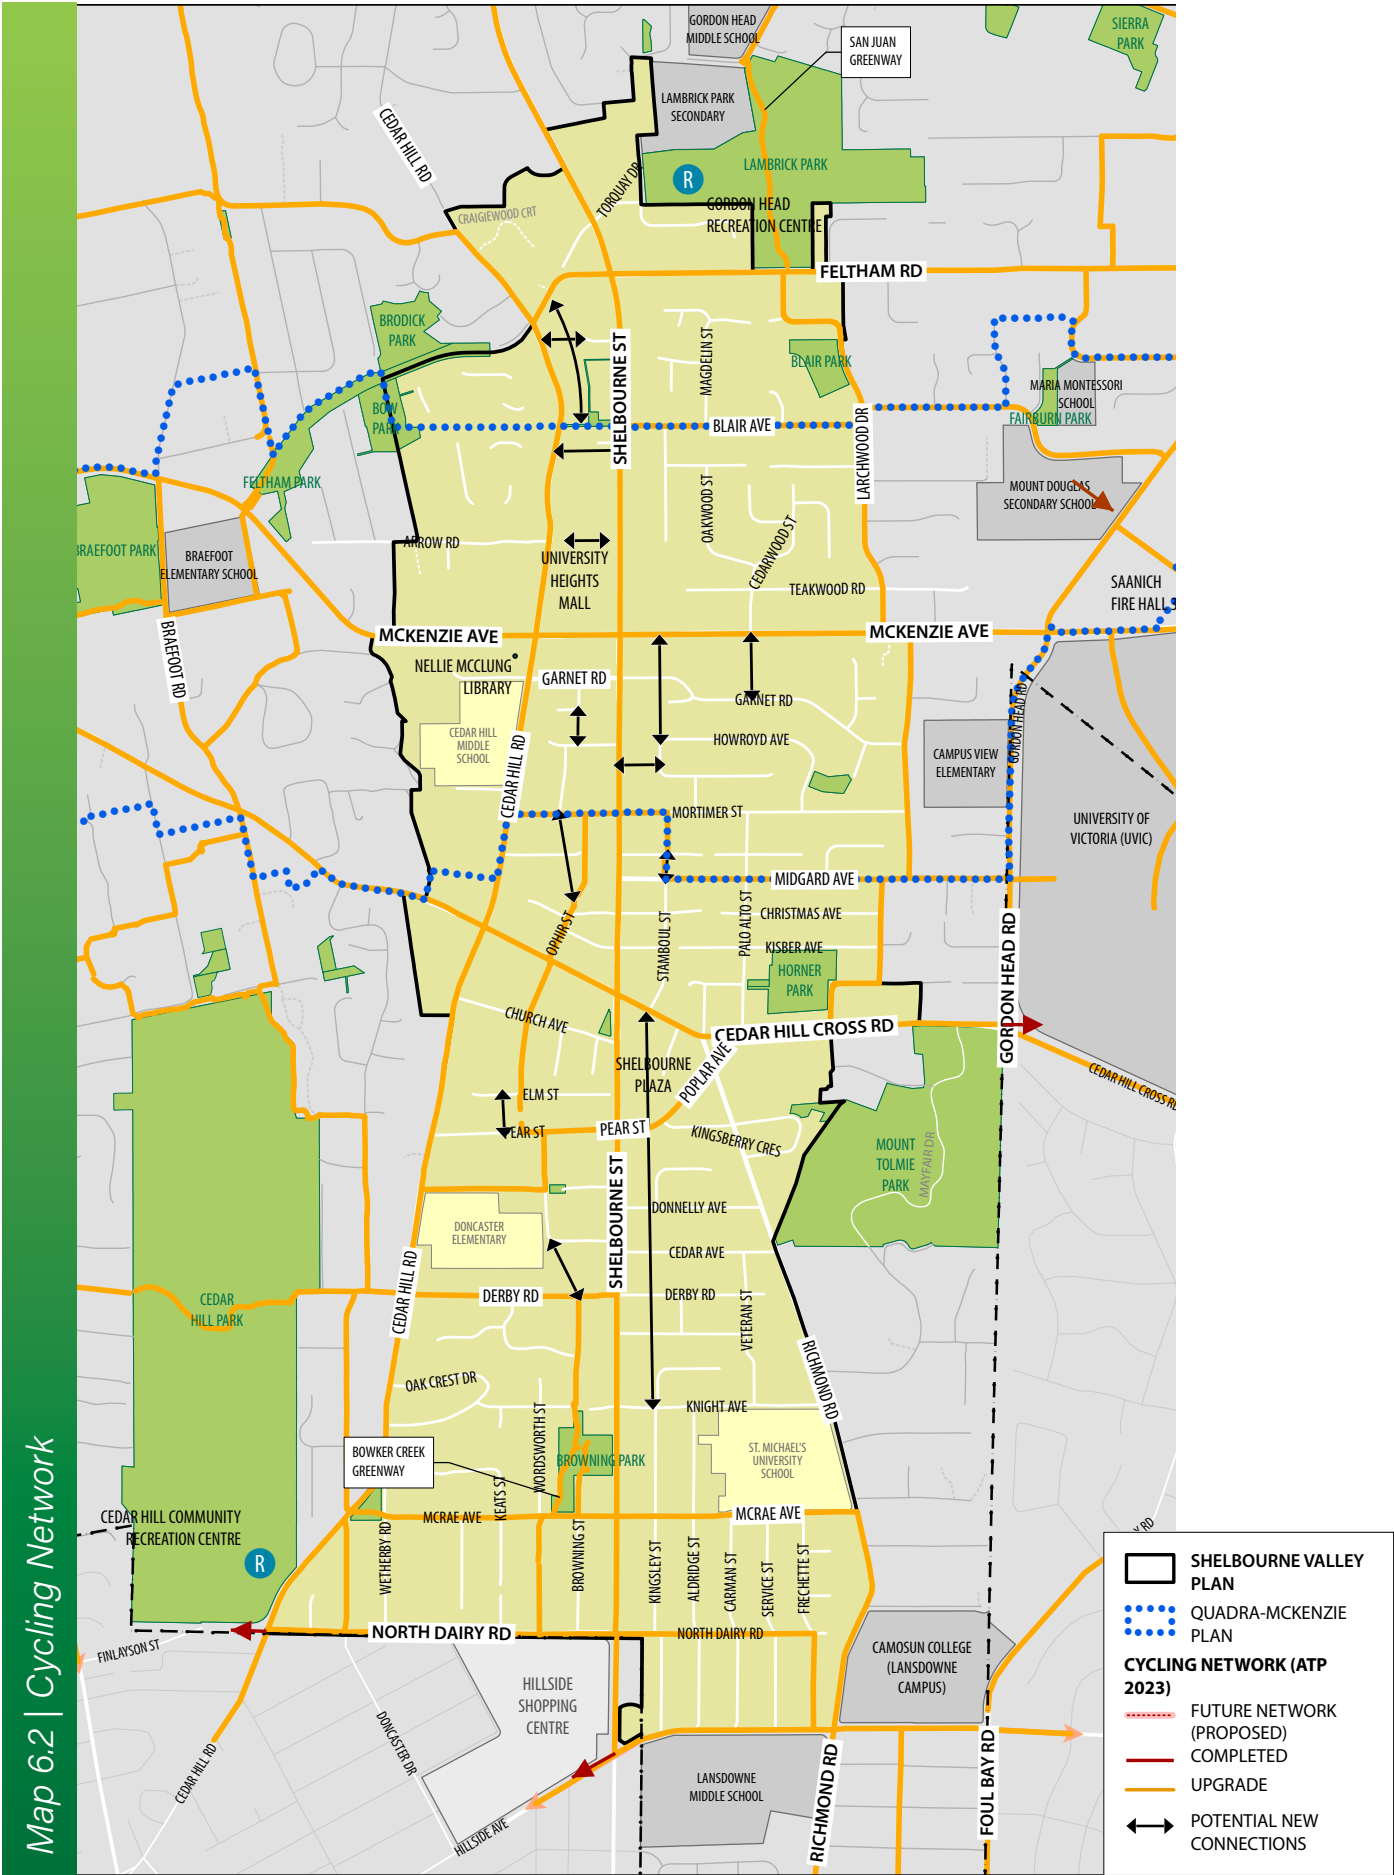 Map 6.2 | Cycling Network
GORDON HEAD
MIDDLE SCHOOL
SAN JUAN
GREENWAY
SIERRA
PARK
LAMBRICK PARK
SECONDARY
CEDAR HILL RD
LAMBRICK PARK
R
TORQUAY DR
CRAIGIEWOOD CRT
GORDON HEAD
RECREATION CENTRE
FELTHAM RD
BRODICK
PARK
SHELBOURNE ST
MAGDELIN ST
BLAIR PARK
MARIA MONTESSORI
SCHOOL
FAIRBURN PARK
BOW
PARK
BLAIR AVE
LARCHWOOD DR
FELTHAM PARK
MOUNT DOUGLAS
SECONDARY SCHOOL
OAKWOOD ST
CEDARWOOD ST
BRAEFOOT PARK
BRAEFOOT
ELEMENTARY SCHOOL
ARROW RD
UNIVERSITY
HEIGHTS
MALL
TEAKWOOD RD
SAANICH
FIRE HALL
BRAEFOOT RD
MCKENZIE AVE
MCKENZIE AVE
NELLIE MCCLUNG
LIBRARY
GARNET RD
GARNET RD
GORDON HEAD RD
CEDAR HILL
MIDDLE
SCHOOL
CEDAR HILL RD
HOWROYD AVE
CAMPUS VIEW
ELEMENTARY
MORTIMER ST
UNIVERSITY OF
VICTORIA (UVIC)
MIDGARD AVE
OPHIR ST
STAMBOUL ST
PALO ALTO ST
CHRISTMAS AVE
KISBER AVE
HORNER
PARK
GORDON HEAD RD
CHURCH AVE
CEDAR HILL CROSS RD
SHELBOURNE
PLAZA
POPLAR AVE
CEDAR HILL CROSS RD
ELM ST
PEAR ST
PEAR ST
KINGSBERRY CRES
MOUNT
TOLMIE
PARK
MAYFAIR DR
SHELBOURNE ST
DONCASTER
ELEMENTARY
DONNELLY AVE
CEDAR AVE
CEDAR HILL RD
CEDAR
HILL PARK
DERBY RD
DERBY RD
VETERAN ST
RICHMOND RD
OAK CREST DR
WORDSWORTH ST
KNIGHT AVE
BOWKER CREEK
GREENWAY
BROWNING PARK
ST. MICHAEL'S
UNIVERSITY
SCHOOL
KEATS ST
CEDAR HILL COMMUNITY
RECREATION CENTRE
R
MCRAE AVE
MCRAE AVE
WETHERBY RD
BROWNING ST
KINGSLEY ST
ALDRIDGE ST
CARMAN ST
SERVICE ST
FRECHETTE ST
NORTH DAIRY RD
NORTH DAIRY RD
FINLAYSON ST
HILLSIDE
SHOPPING
CENTRE
CAMOSUN COLLEGE
(LANSDOWNE
CAMPUS)
DONCASTER DR
CEDAR HILL RD
HILLSIDE AVE
LANSDOWNE
MIDDLE SCHOOL
RICHMOND RD
FOUL BAY RD
SHELBOURNE VALLEY
PLAN
QUADRA-MCKENZIE
PLAN
CYCLING NETWORK (ATP
2023)
FUTURE NETWORK
(PROPOSED)
COMPLETED
UPGRADE
POTENTIAL NEW
CONNECTIONS